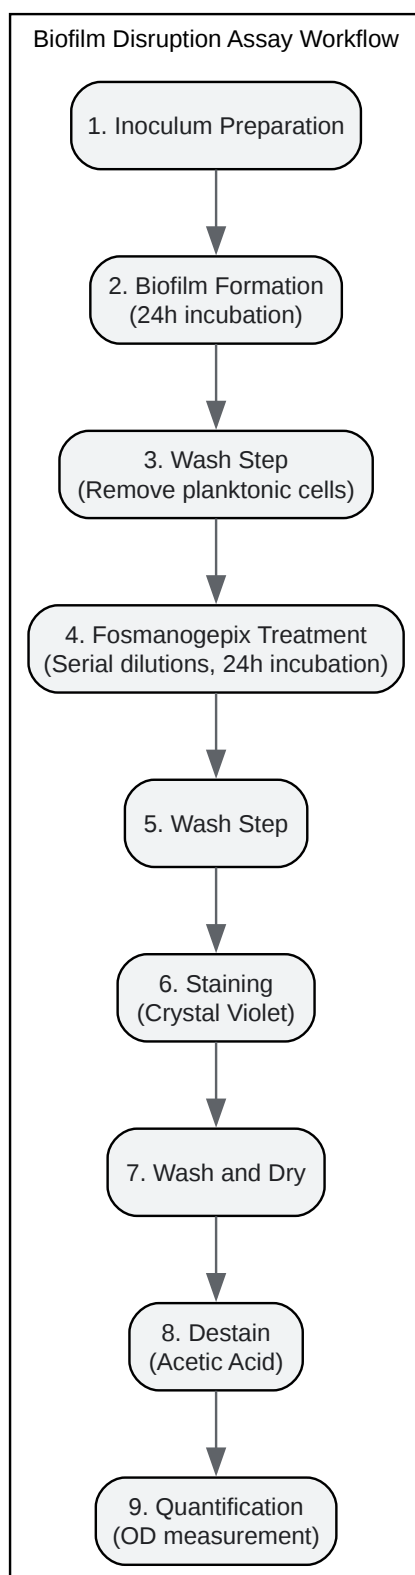 Biofilm Disruption Assay Workflow
1. Inoculum Preparation
2. Biofilm Formation
(24h incubation)
3. Wash Step
(Remove planktonic cells)
4. Fosmanogepix Treatment
(Serial dilutions, 24h incubation)
5. Wash Step
6. Staining
(Crystal Violet)
7. Wash and Dry
8. Destain
(Acetic Acid)
9. Quantification
(OD measurement)